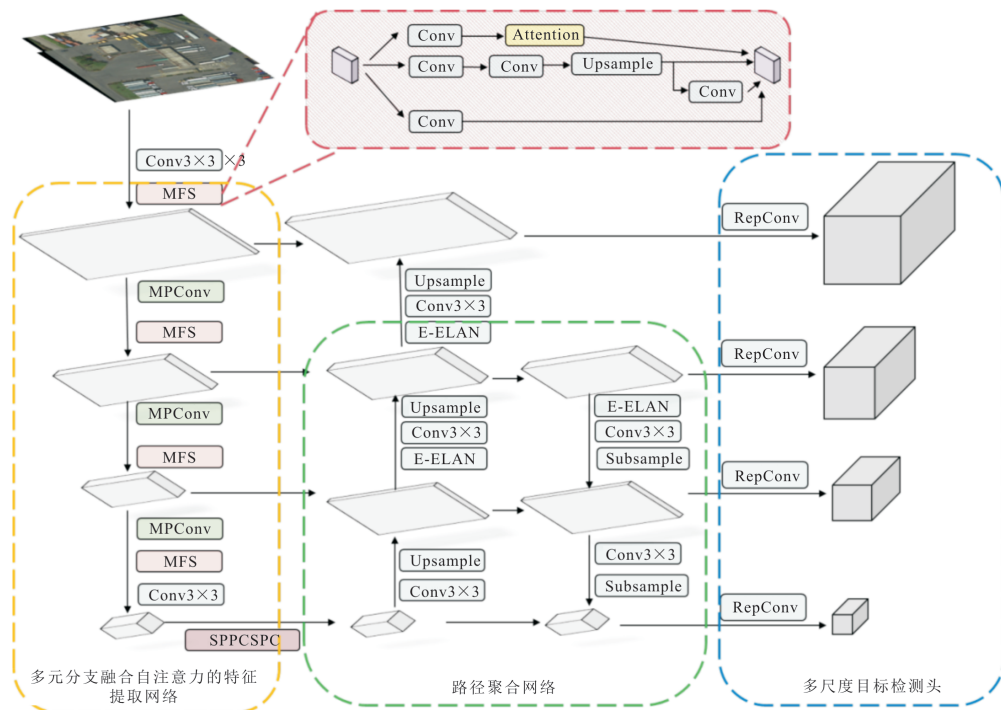 Conv
Attention
Conv
Conv
Upsample
Conv
Conv
Conv3×3 ×3
MFS
RepConv
MPConv
Upsample
Conv3×3
MFS
E-ELAN
RepConv
MPConv
Upsample
E-ELAN
Conv3×3
Conv3×3
MFS
E-ELAN
Subsample
RepConv
MPConv
MFS
Upsample
Conv3×3
Conv3×3
Conv3×3
Subsample
RepConv
SPPCSPC
多元分支融合自注意力的特征
提取网络
路径聚合网络
多尺度目标检测头